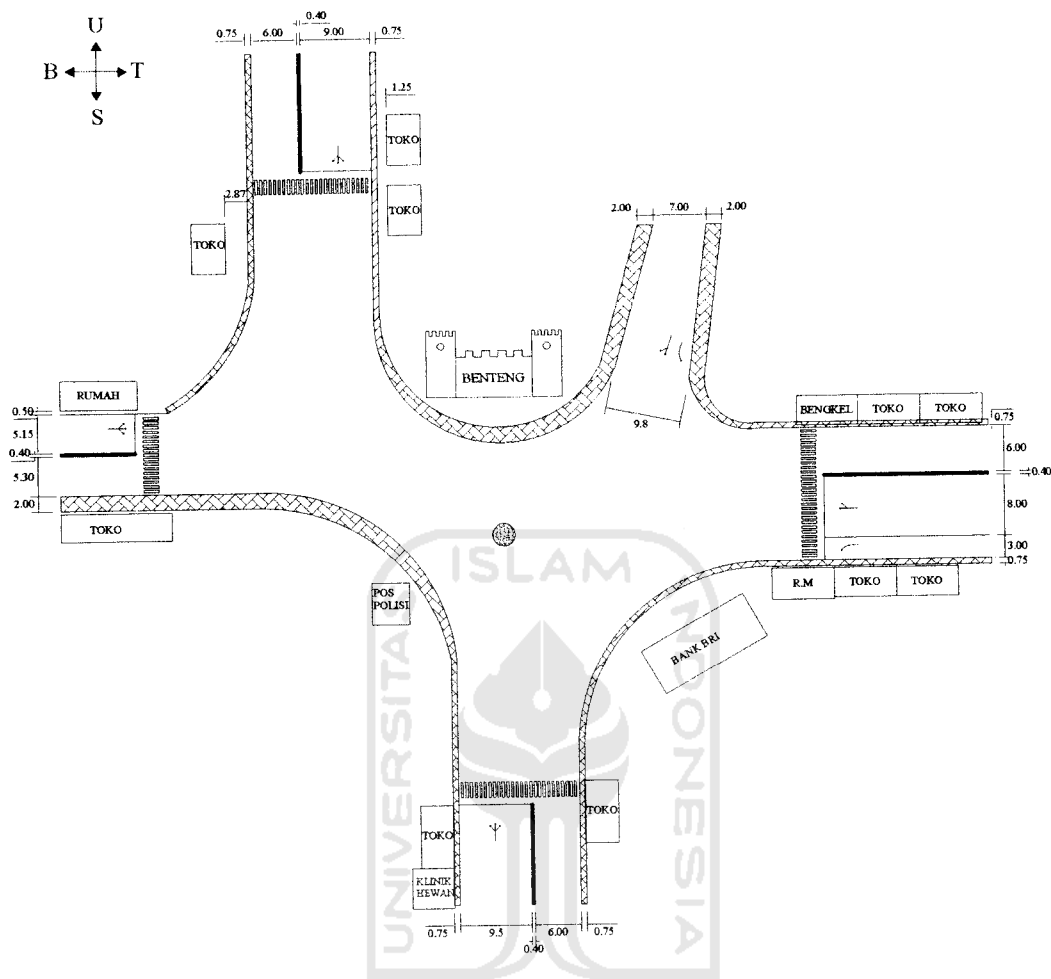 0.40
0.75 6.00 9.00 0.75
U
B T
S
1.25
TOKO
2.87
TOKO
TOKO
2.00 7.00 2.00
BENTENG
RUMAH
0.50
5.15
0.40
5.30
2.00
9.8
BENGKEL TOKO TOKO
0.75
6.00
0.40
8.00
3.00
0.75
TOKO
R.M TOKO TOKO
ISLAM
POS
POLISI
BANK BRI
UNIVERSITAS
INDONESIA
TOKO
TOKO
KLINIK
HEWAN
0.75 9.5 6.00 0.75
0.40